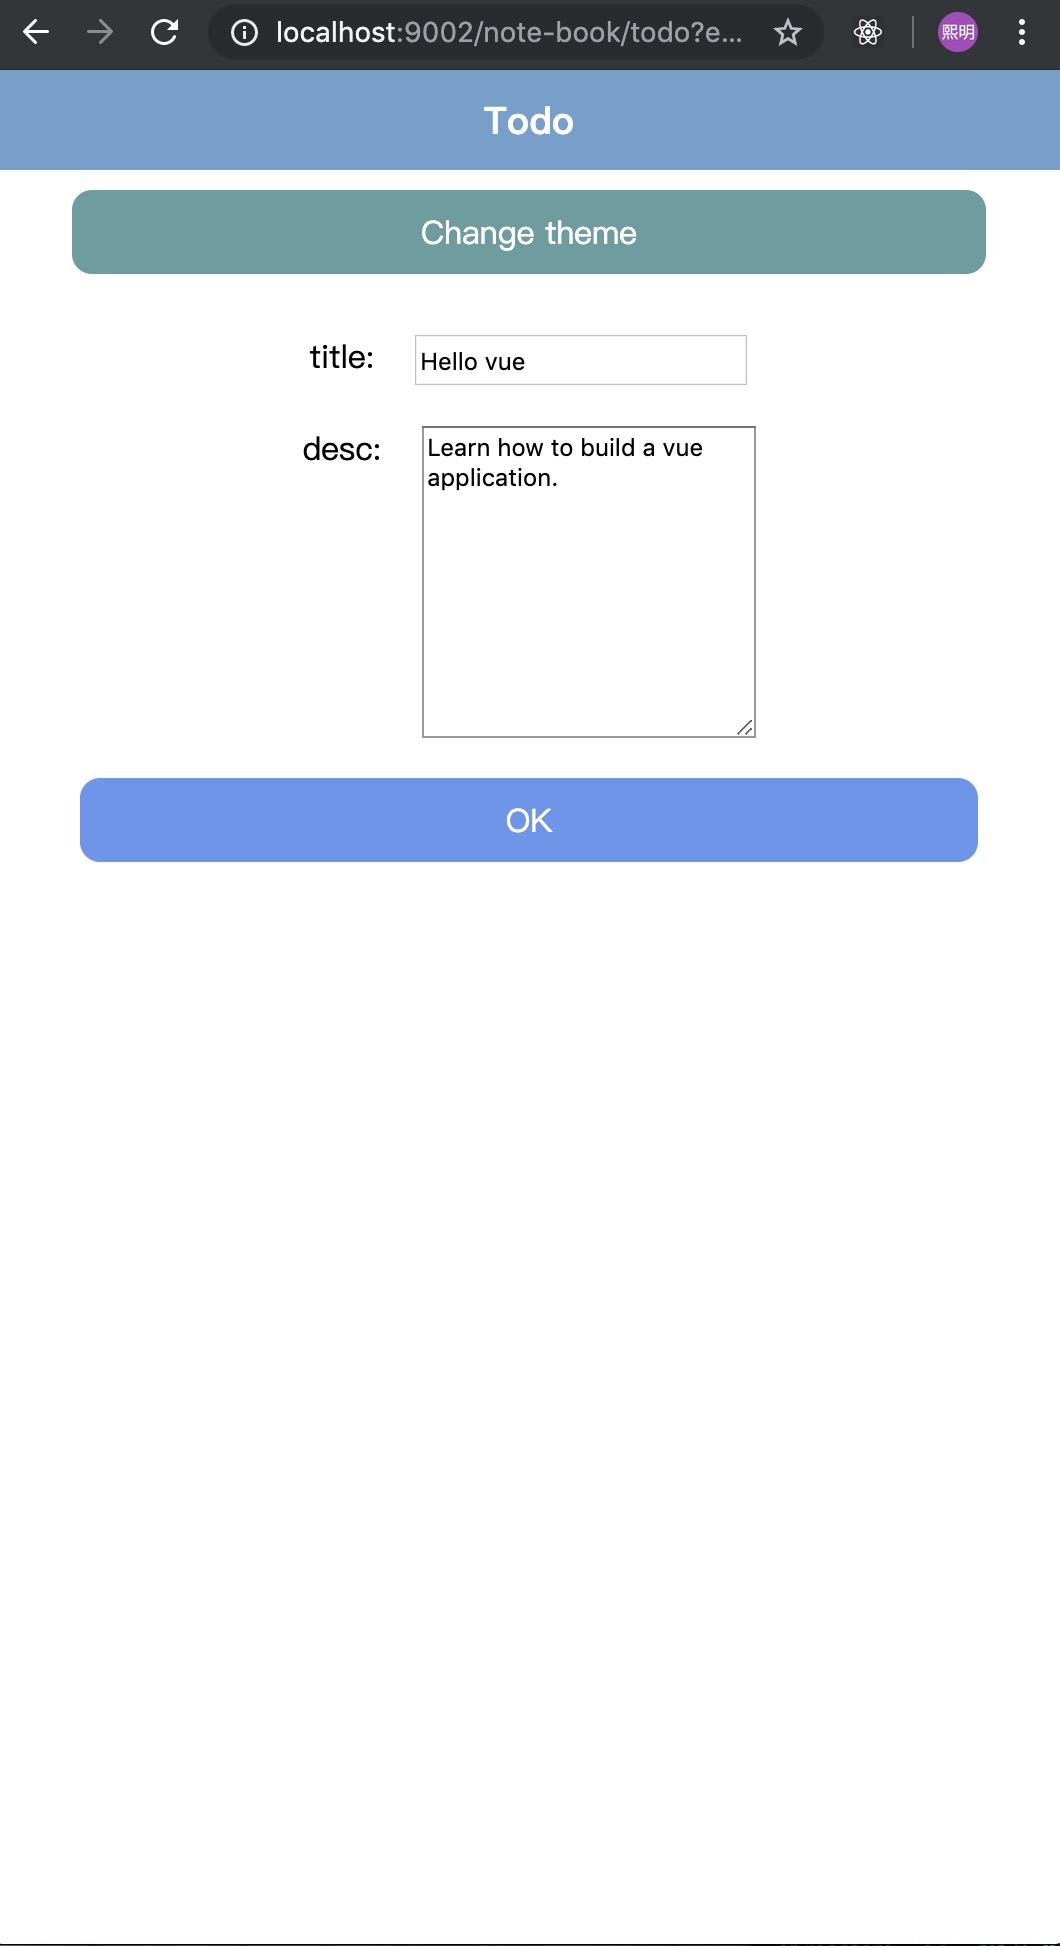 localhost:9002/note-book/todo?e...
熙明
Todo
Change theme
title:
Hello vue
desc:
Learn how to build a vue
application.
OK